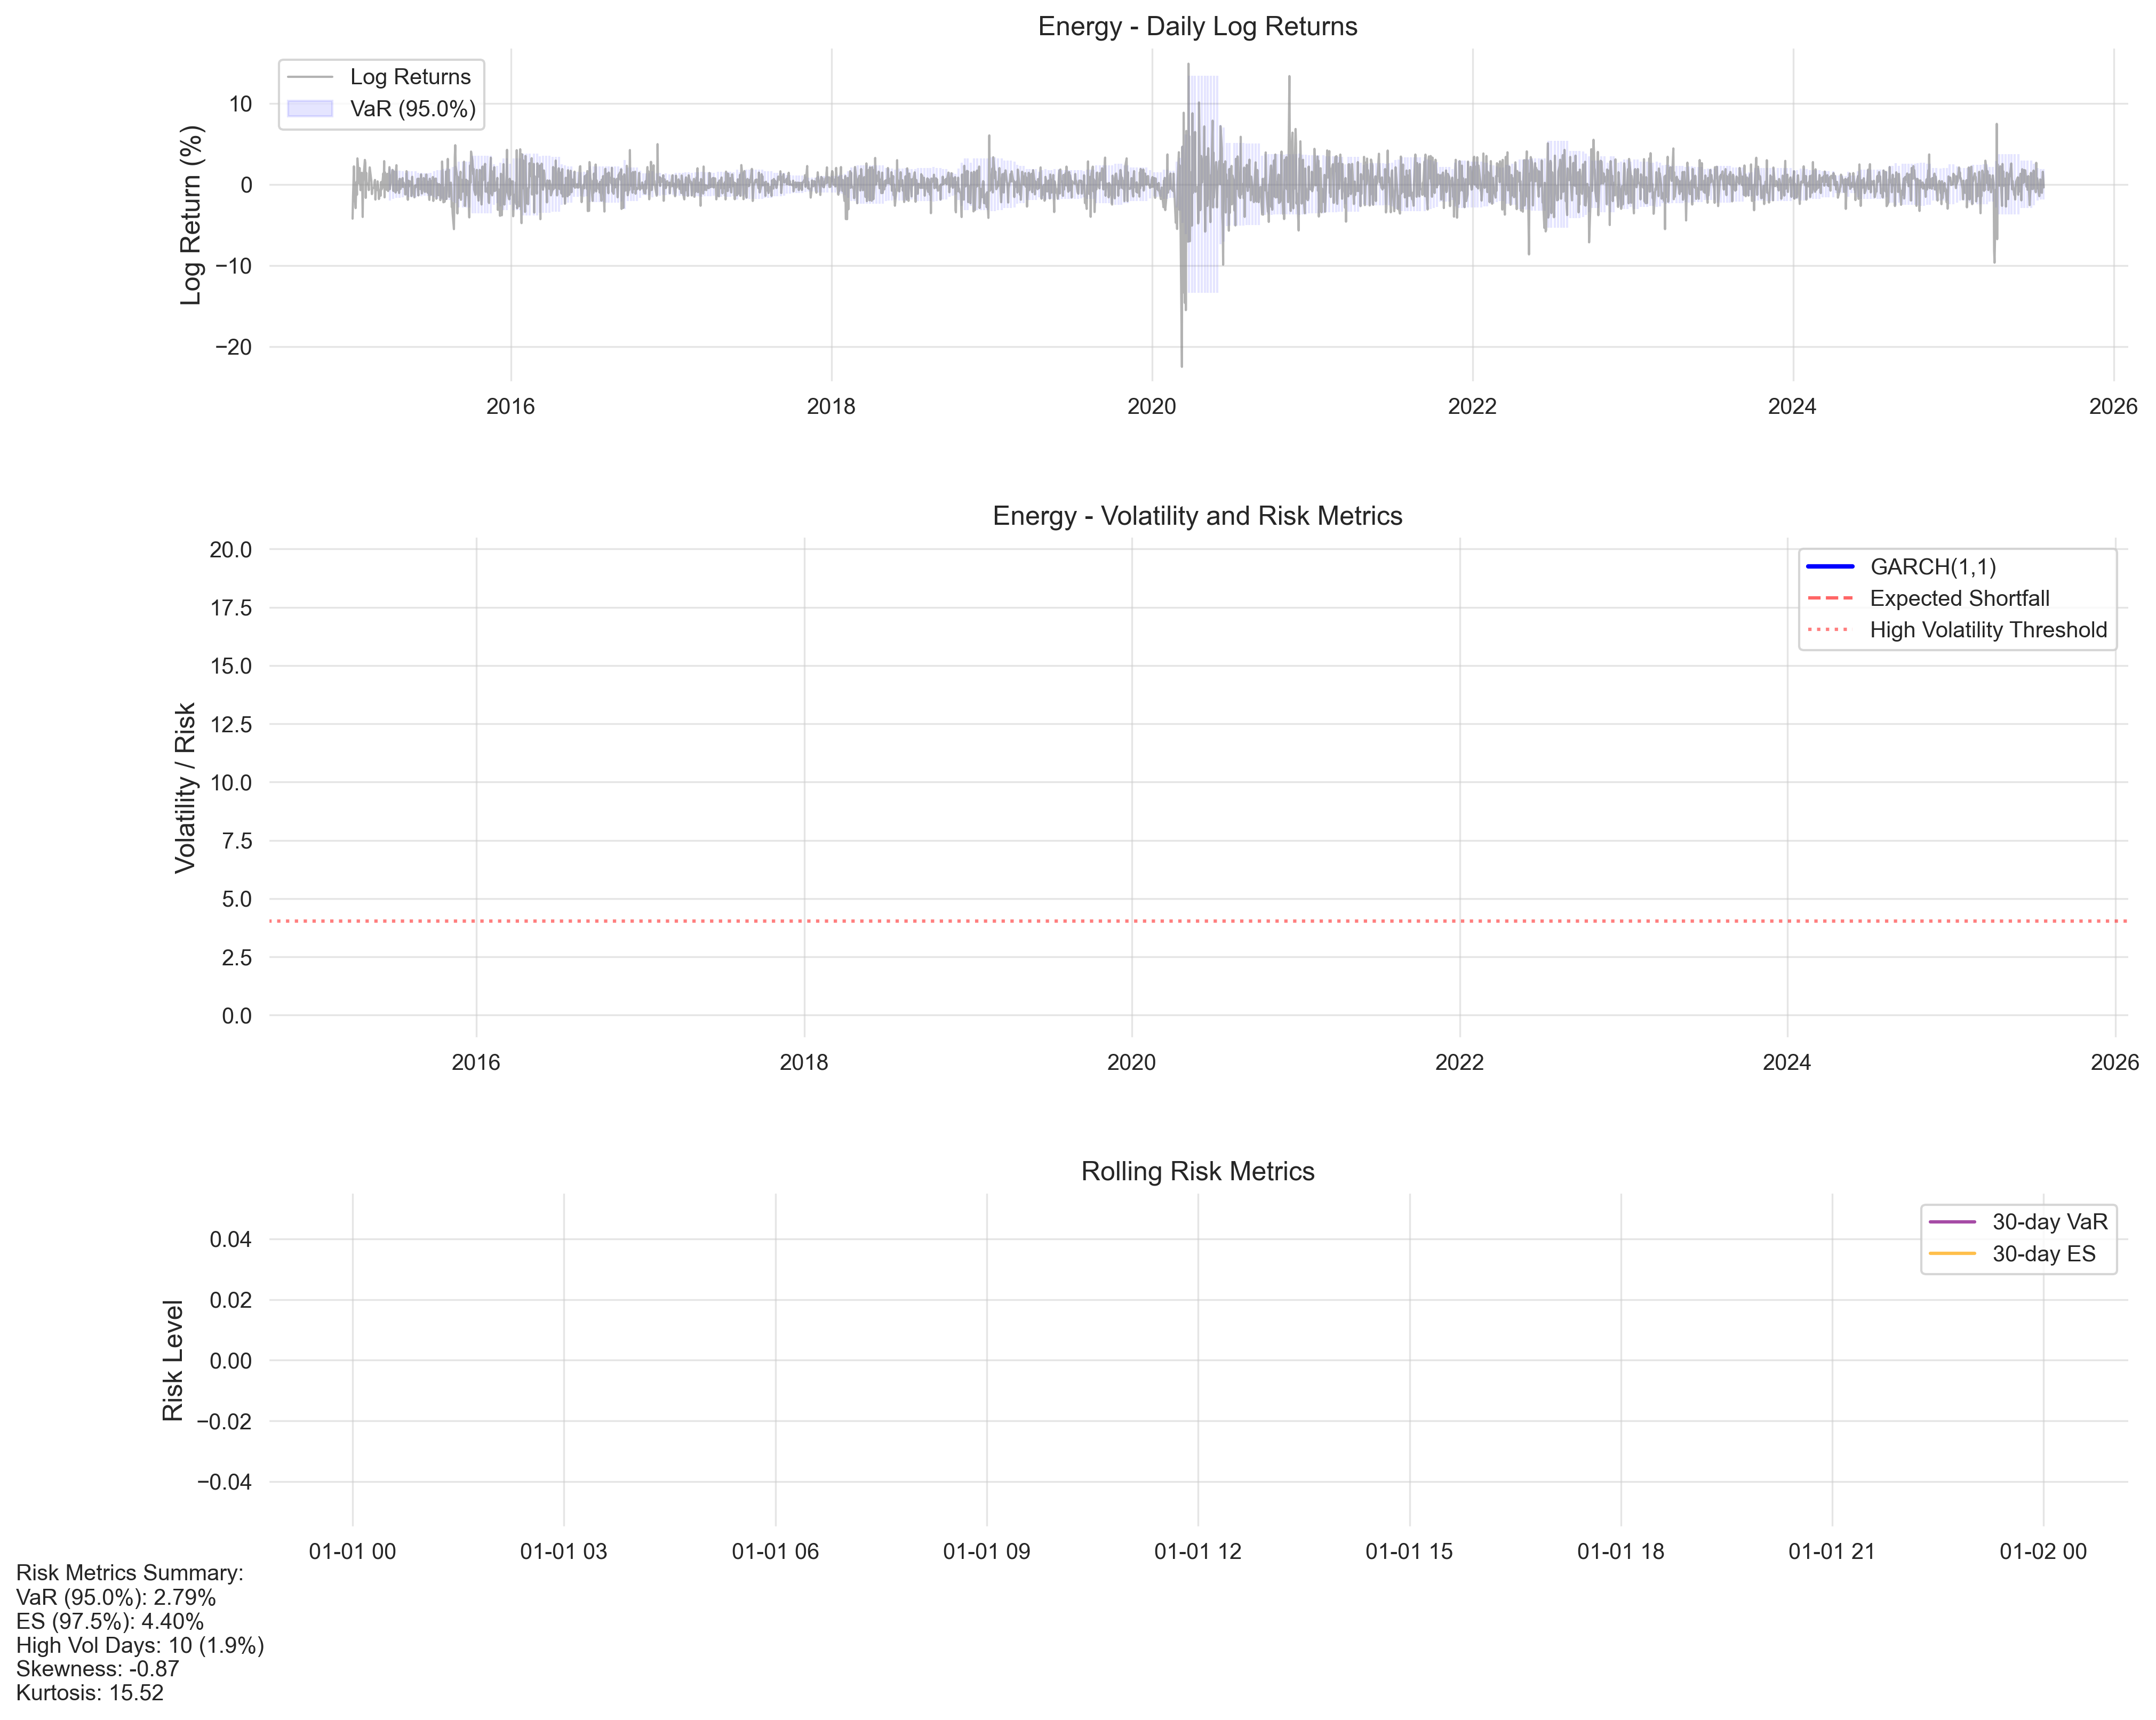 Energy - Daily Log Returns
Log Returns
VaR (95.0%)
Log Return (%)
10
0
−10
−20
2016 2018 2020 2022 2024 2026
Energy - Volatility and Risk Metrics
GARCH(1,1)
Expected Shortfall
High Volatility Threshold
Volatility / Risk
20.0
17.5
15.0
12.5
10.0
7.5
5.0
2.5
0.0
2016 2018 2020 2022 2024 2026
Rolling Risk Metrics
30-day VaR
30-day ES
Risk Level
0.04
0.02
0.00
−0.02
−0.04
01-01 00 01-01 03 01-01 06 01-01 09 01-01 12 01-01 15 01-01 18 01-01 21 01-02 00
Risk Metrics Summary:
VaR (95.0%): 2.79%
ES (97.5%): 4.40%
High Vol Days: 10 (1.9%)
Skewness: -0.87
Kurtosis: 15.52